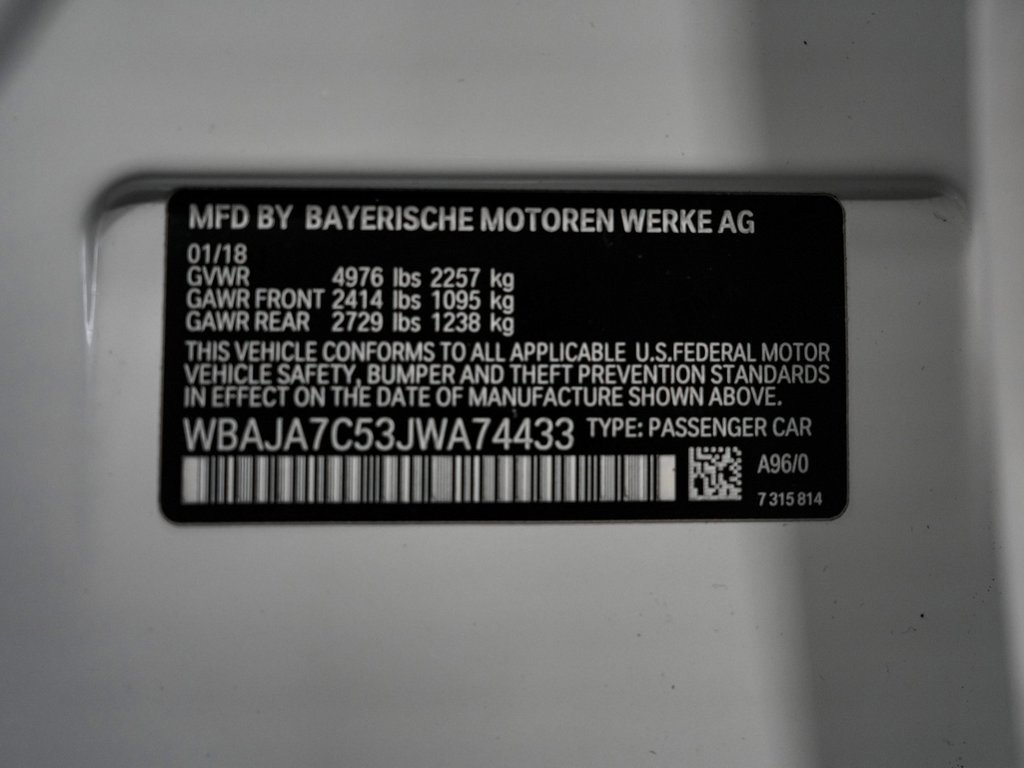 MFD BY BAYERISCHE MOTOREN WERKE AG
01/18
GVWR 4976 lbs 2257 kg
GAWR FRONT 2414 lbs 1095 kg
GAWR REAR 2729 lbs 1238 kg
THIS VEHICLE CONFORMS TO ALL APPLICABLE U.S.FEDERAL MOTOR
VEHICLE SAFETY, BUMPER AND THEFT PREVENTION STANDARDS
IN EFFECT ON THE DATE OF MANUFACTURE SHOWN ABOVE.
WBAJA7C53JWA74433 TYPE: PASSENGER CAR
A96/0
7 315 814